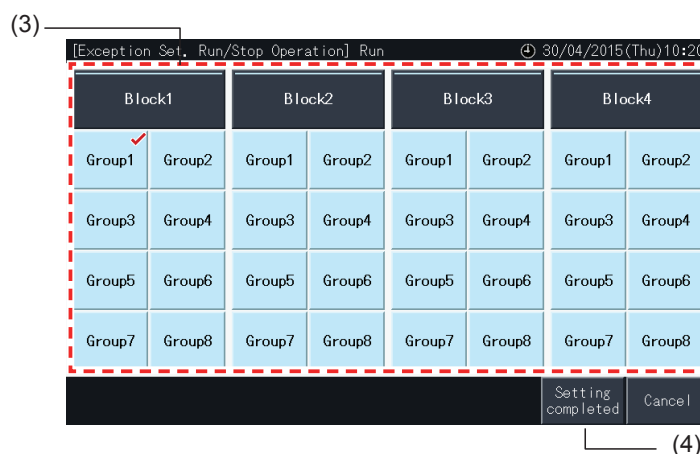 (3)
[Exception Set. Run/Stop Operation] Run 30/04/2015(Thu)10:20
Block1 Block2 Block3 Block4
Group1 Group2 Group1 Group2 Group1 Group2 Group1 Group2
Group3 Group4 Group3 Group4 Group3 Group4 Group3 Group4
Group5 Group6 Group5 Group6 Group5 Group6 Group5 Group6
Group7 Group8 Group7 Group8 Group7 Group8 Group7 Group8
Setting
completed Cancel
(4)